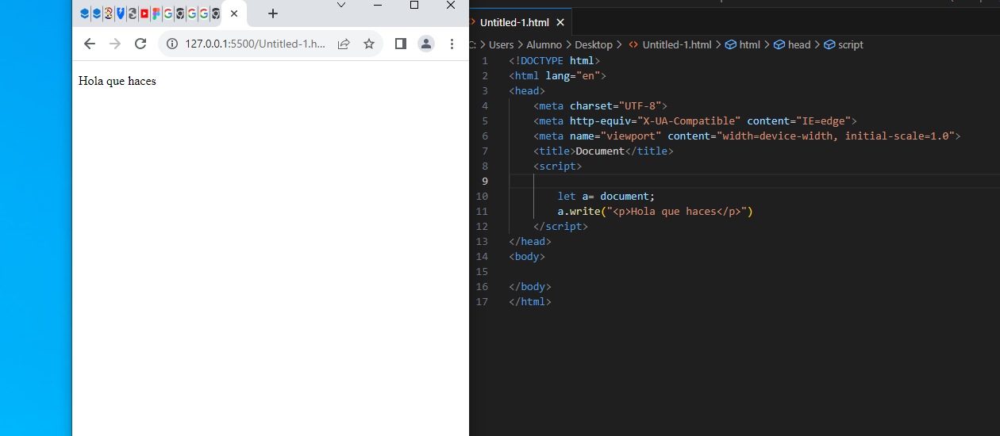 127.0.0.1:5500/Untitled-1.h...
Hola que haces
Untitled-1.html
C: > Users > Alumno > Desktop > Untitled-1.html > html > head > script
1 <!DOCTYPE html>
2 <html lang="en">
3 <head>
4 <meta charset="UTF-8">
5 <meta http-equiv="X-UA-Compatible" content="IE=edge">
6 <meta name="viewport" content="width=device-width, initial-scale=1.0">
7 <title>Document</title>
8 <script>
9
10 let a= document;
11 a.write("<p>Hola que haces</p>")
12 </script>
13 </head>
14 <body>
15
16 </body>
17 </html>